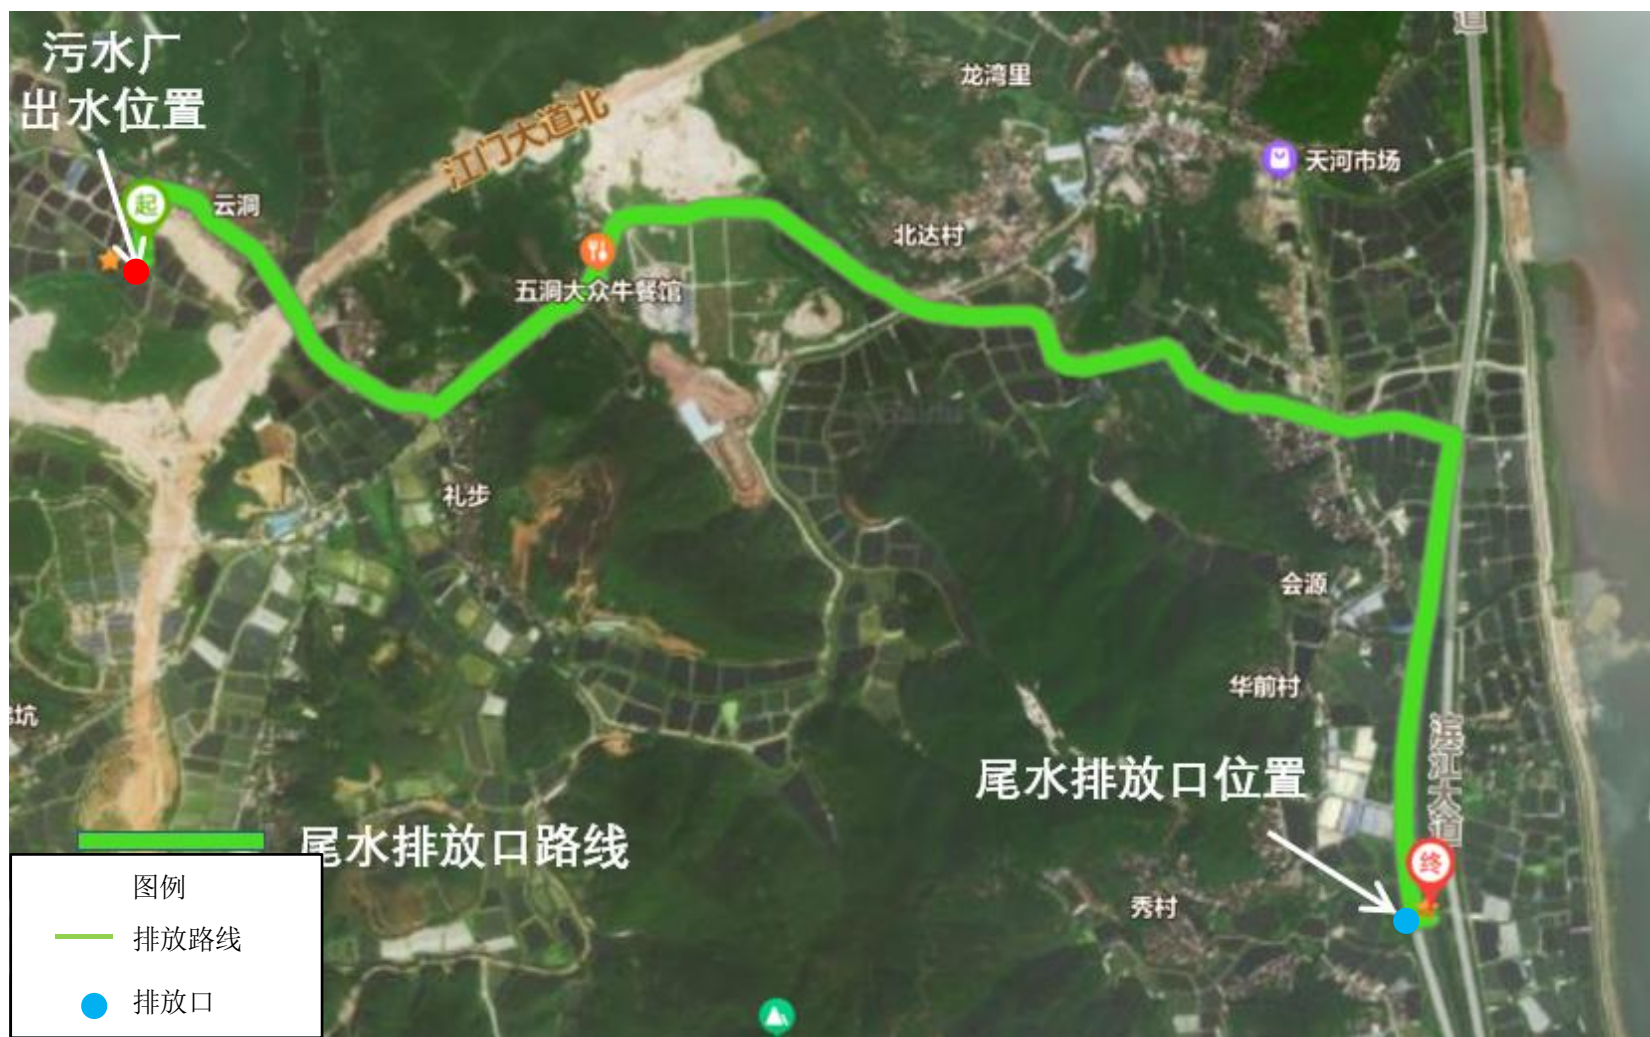 污水厂
出水位置
道
龙湾里
江门大道北
天河市场
起
云洞
北达村
五洞大众牛餐馆
礼步
会源
华前村
坑
滨江大道
尾水排放口位置
尾水排放口路线
终
秀村
图例
排放路线
排放口